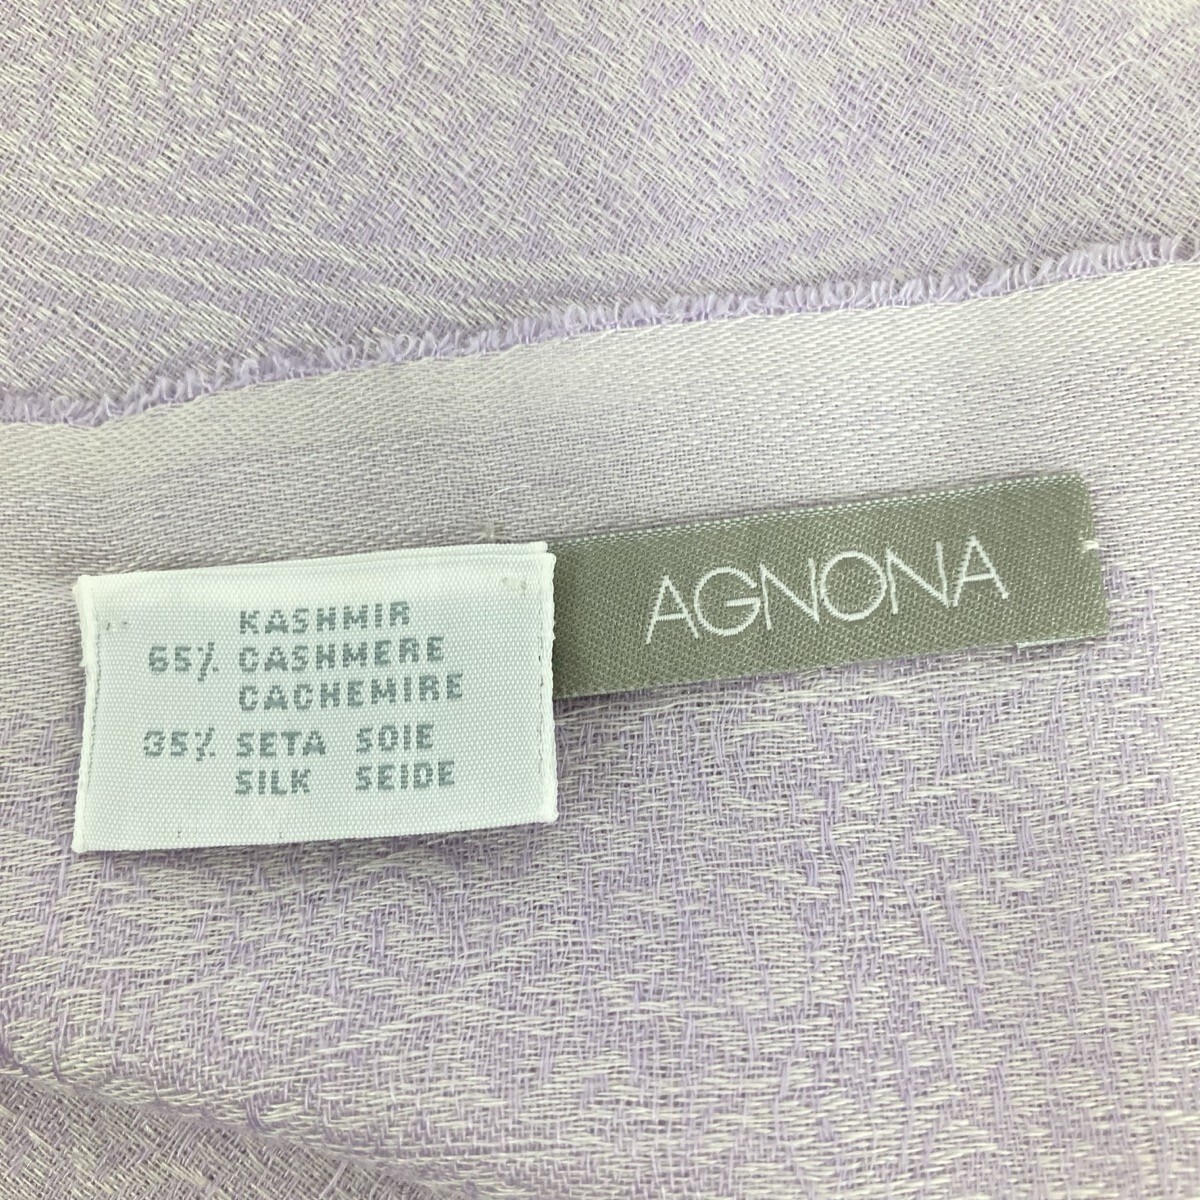 KASHMIR
65% CASHMERE
CACHEMIRE
35% SETA SOIE
SILK SEIDE
AGNONA